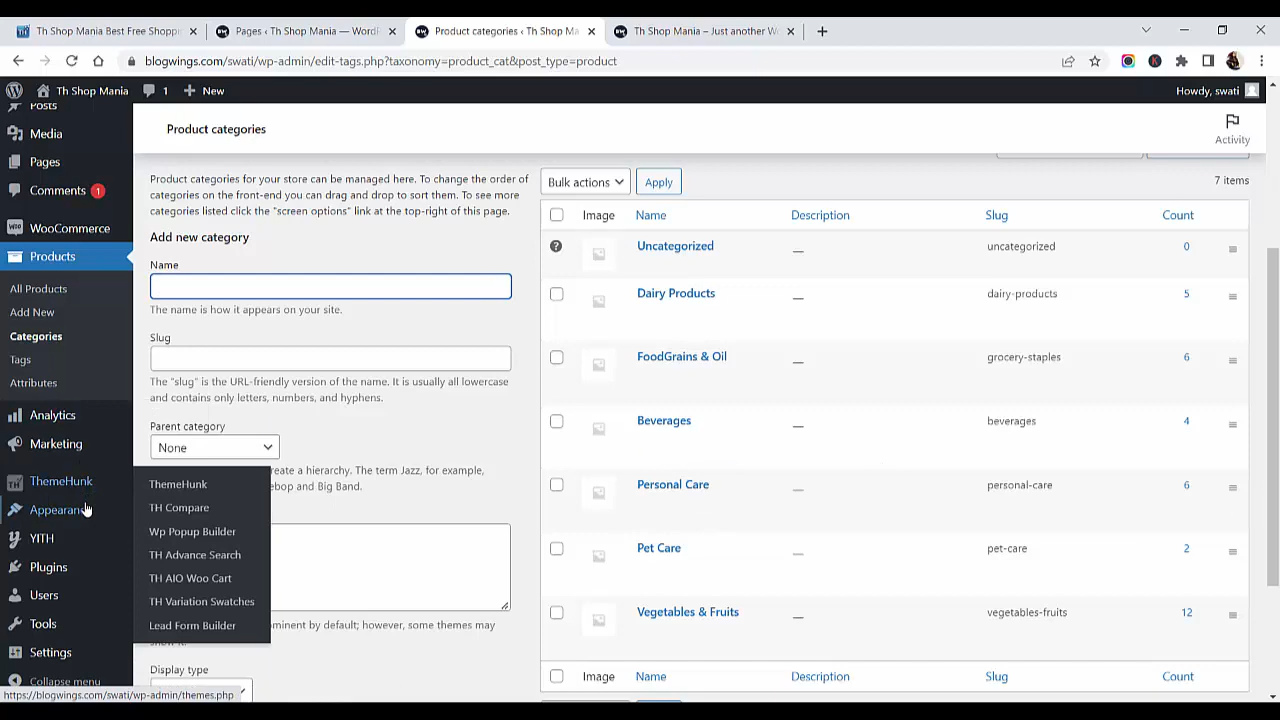 Th Shop Mania Best Free Shoppi
Pages ‹ Th Shop Mania — WordP
Product categories ‹ Th Shop Ma
Th Shop Mania – Just another W
blogwings.com/swati/wp-admin/edit-tags.php?taxonomy=product_cat&post_type=product
Th Shop Mania
1
New
Howdy, swati
Posts
Media
Pages
Comments 1
WooCommerce
Products
All Products
Add New
Categories
Tags
Attributes
Analytics
Marketing
ThemeHunk
Appearan
YITH
Plugins
Users
Tools
Settings
Collapse menu
ThemeHunk
TH Compare
Wp Popup Builder
TH Advance Search
TH AIO Woo Cart
TH Variation Swatches
Lead Form Builder
https://blogwings.com/swati/wp-admin/themes.php
Product categories
Activity
Product categories for your store can be managed here. To change the order of
categories on the front-end you can drag and drop to sort them. To see more
categories listed click the "screen options" link at the top-right of this page.
Add new category
Name
The name is how it appears on your site.
Slug
The "slug" is the URL-friendly version of the name. It is usually all lowercase
and contains only letters, numbers, and hyphens.
Parent category
None
reate a hierarchy. The term Jazz, for example,
ebop and Big Band.
ominent by default; however, some themes may
Display type
Bulk actions
Apply
7 items
Image Name Description Slug Count
Uncategorized — uncategorized 0
Dairy Products — dairy-products 5
FoodGrains & Oil — grocery-staples 6
Beverages — beverages 4
Personal Care — personal-care 6
Pet Care — pet-care 2
Vegetables & Fruits — vegetables-fruits 12
Image Name Description Slug Count